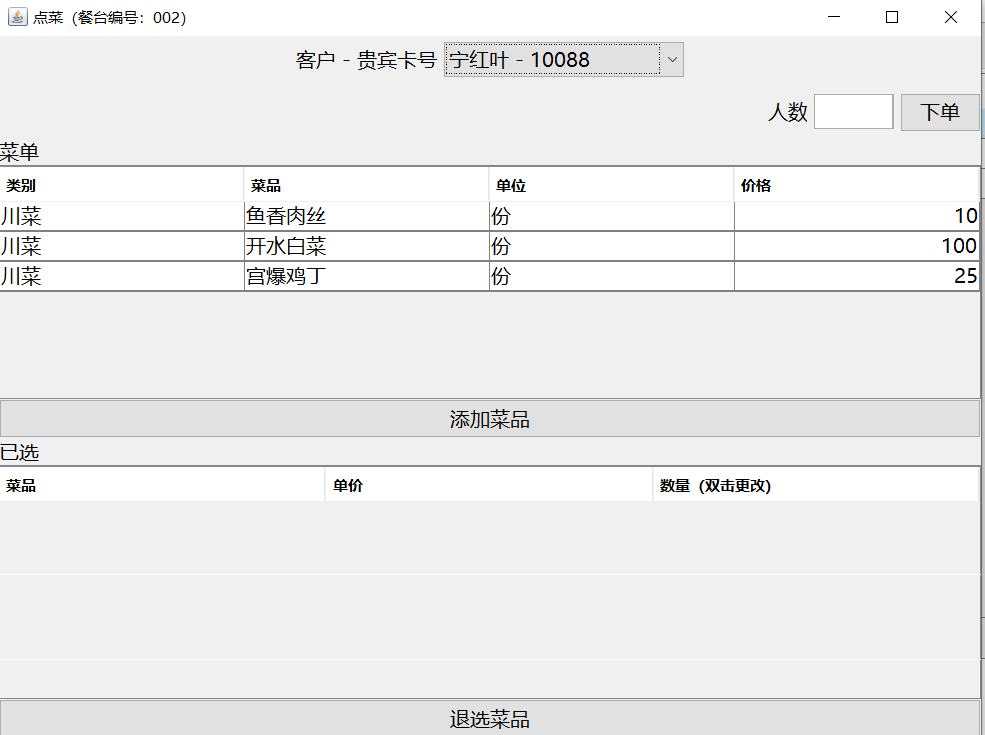 点菜（餐台编号：002）
客户 - 贵宾卡号 宁红叶 - 10088
人数 下单
菜单
类别 菜品 单位 价格
川菜 鱼香肉丝 份 10
川菜 开水白菜 份 100
川菜 宫爆鸡丁 份 25
添加菜品
已选
菜品 单价 数量（双击更改）
退选菜品